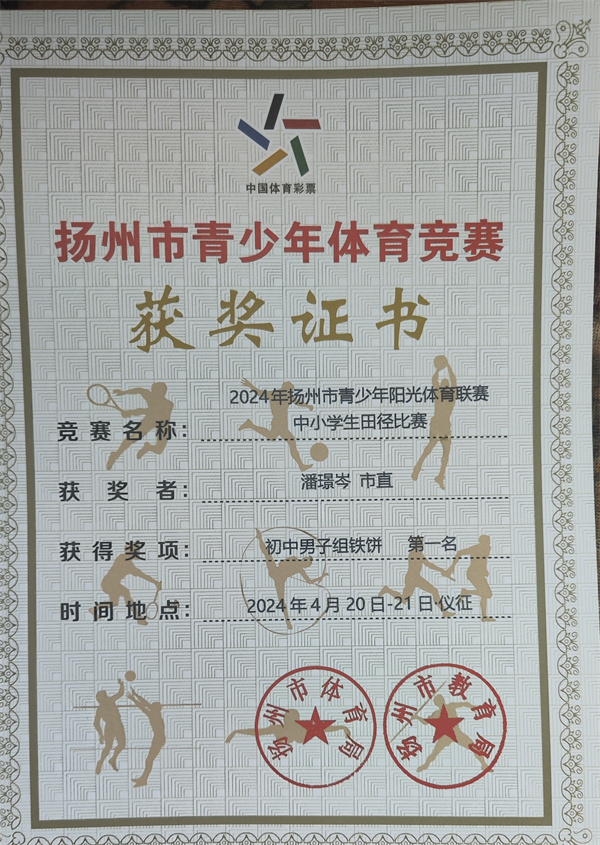 中国体育彩票
扬州市青少年体育竞赛
获奖证书
2024年扬州市青少年阳光体育联赛
竞赛名称：中小学生田径比赛
获奖者：潘璟岑 市直
获得奖项：初中男子组铁饼 第一名
时间地点：2024年4月20日-21日·仪征
扬州市体育局
扬州市教育局